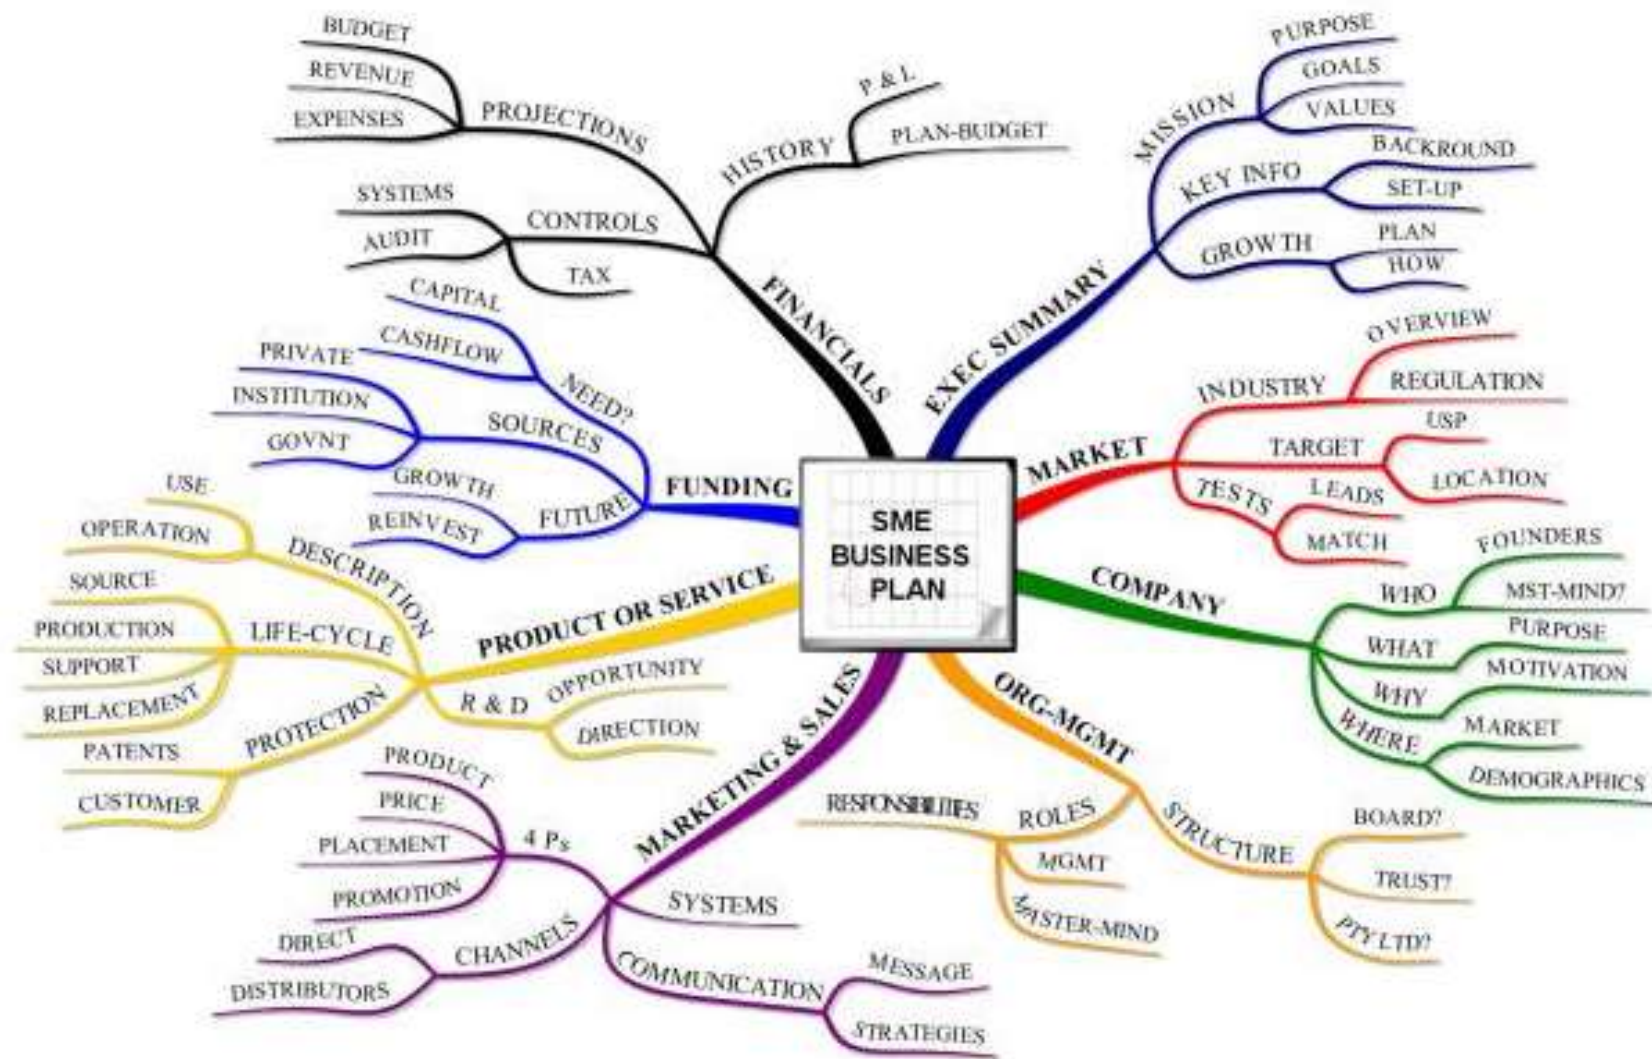 SME
BUSINESS
PLAN
EXEC SUMMARY
MISSION
PURPOSE
GOALS
VALUES
KEY INFO
BACKROUND
SET-UP
GROWTH
PLAN
HOW
MARKET
INDUSTRY
OVERVIEW
REGULATION
TARGET
USP
LOCATION
TESTS
LEADS
MATCH
COMPANY
WHO
FOUNDERS
MST-MIND?
WHAT
PURPOSE
WHY
MOTIVATION
WHERE
MARKET
DEMOGRAPHICS
ORG-MGMT
STRUCTURE
BOARD?
TRUST?
PTY LTD?
ROLES
RESPONSIBILITIES
MGMT
MASTER-MIND
MARKETING & SALES
SYSTEMS
COMMUNICATION
MESSAGE
STRATEGIES
CHANNELS
DIRECT
DISTRIBUTORS
4 Ps
PRODUCT
PRICE
PLACEMENT
PROMOTION
PRODUCT OR SERVICE
R & D
OPPORTUNITY
DIRECTION
PROTECTION
PATENTS
CUSTOMER
LIFE-CYCLE
SOURCE
PRODUCTION
SUPPORT
REPLACEMENT
DESCRIPTION
USE
OPERATION
FUNDING
FUTURE
GROWTH
REINVEST
SOURCES
PRIVATE
INSTITUTION
GOVNT
NEED?
CAPITAL
CASHFLOW
FINANCIALS
CONTROLS
SYSTEMS
AUDIT
TAX
PROJECTIONS
BUDGET
REVENUE
EXPENSES
HISTORY
P & L
PLAN-BUDGET